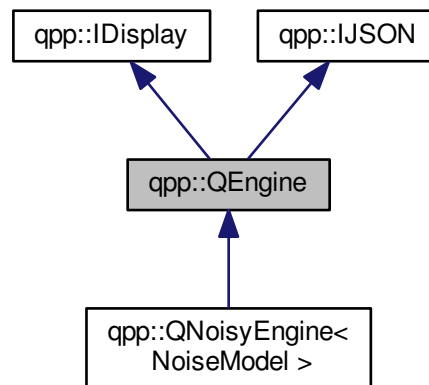 qpp::IDisplay
qpp::IJSON
qpp::QEngine
qpp::QNoisyEngine<
NoiseModel >